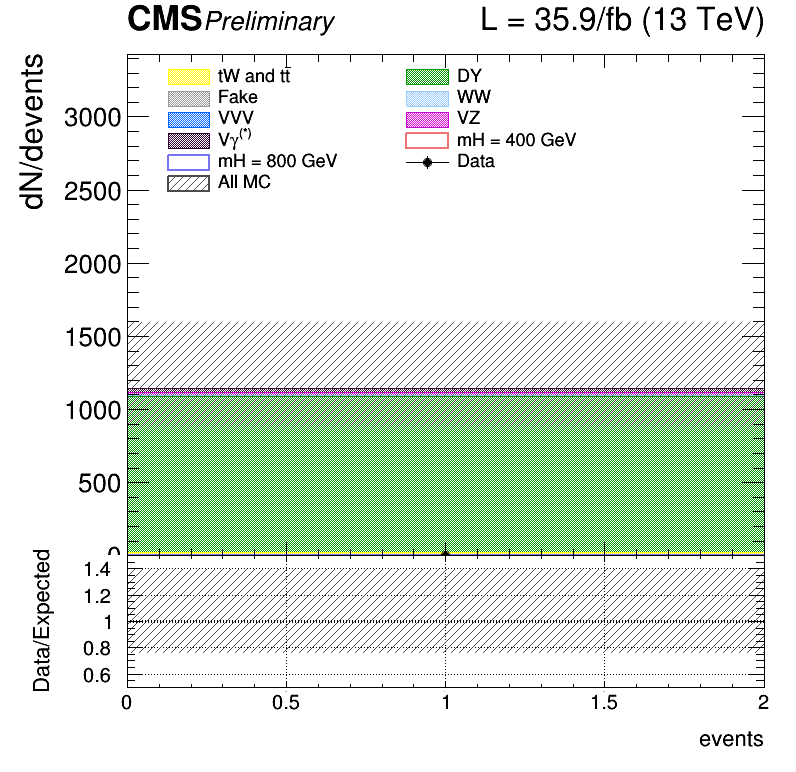 CMS Preliminary L = 35.9/fb (13 TeV)
dN/devents
tW and tt̄ DY
Fake WW
VVV VZ
Vγ(*) mH = 400 GeV
mH = 800 GeV Data
All MC
3000
2500
2000
1500
1000
500
0
Data/Expected
1.4
1.2
1
0.8
0.6
0 0.5 1 1.5 2
events